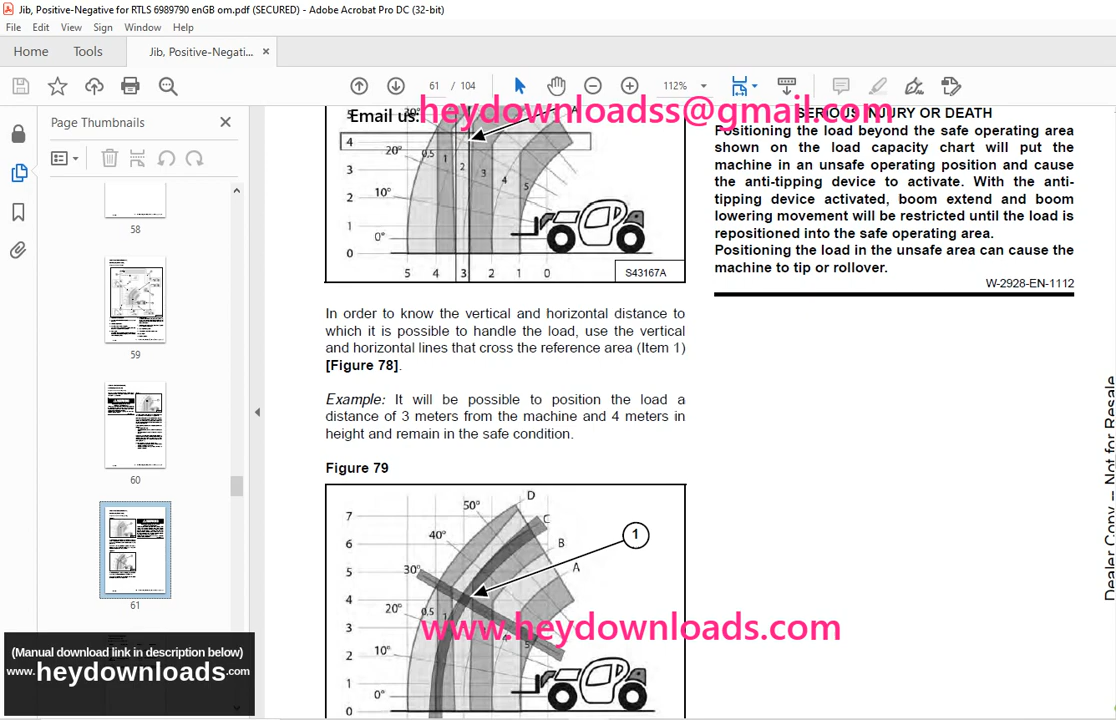 Jib, Positive-Negative for RTLS 6989790 enGB om.pdf (SECURED) - Adobe Acrobat Pro DC (32-bit)
File Edit View Sign Window Help
Home Tools Jib, Positive-Negati... ×
61 / 104 112%
Page Thumbnails
58
59
60
61
Email us: heydownloadss@gmail.com
30°
A
5
4
20°
0,5 1 2 3 4 5
3
2
10°
1
0°
0
5 4 3 2 1 0
S43167A
In order to know the vertical and horizontal distance to
which it is possible to handle the load, use the vertical
and horizontal lines that cross the reference area (Item 1)
[Figure 78].
Example: It will be possible to position the load a
distance of 3 meters from the machine and 4 meters in
height and remain in the safe condition.
Figure 79
D
50°
7
C
1
40°
6
B
30°
5
A
4
20°
0,5 1
3
5
2
10°
1
0°
0
www.heydownloads.com
SERIOUS INJURY OR DEATH
Positioning the load beyond the safe operating area
shown on the load capacity chart will put the
machine in an unsafe operating position and cause
the anti-tipping device to activate. With the anti-
tipping device activated, boom extend and boom
lowering movement will be restricted until the load is
repositioned into the safe operating area.
Positioning the load in the unsafe area can cause the
machine to tip or rollover.
W-2928-EN-1112
Dealer Copy -- Not for Resale
(Manual download link in description below)
www.heydownloads.com